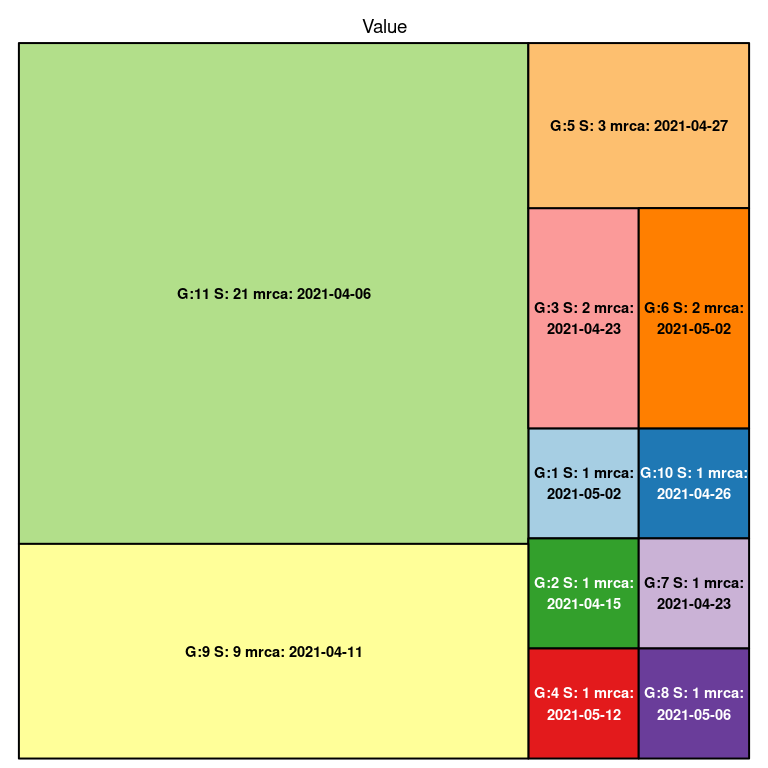 Value
G:11 S: 21 mrca: 2021-04-06
G:9 S: 9 mrca: 2021-04-11
G:5 S: 3 mrca: 2021-04-27
G:3 S: 2 mrca:
2021-04-23
G:6 S: 2 mrca:
2021-05-02
G:1 S: 1 mrca:
2021-05-02
G:10 S: 1 mrca:
2021-04-26
G:2 S: 1 mrca:
2021-04-15
G:7 S: 1 mrca:
2021-04-23
G:4 S: 1 mrca:
2021-05-12
G:8 S: 1 mrca:
2021-05-06